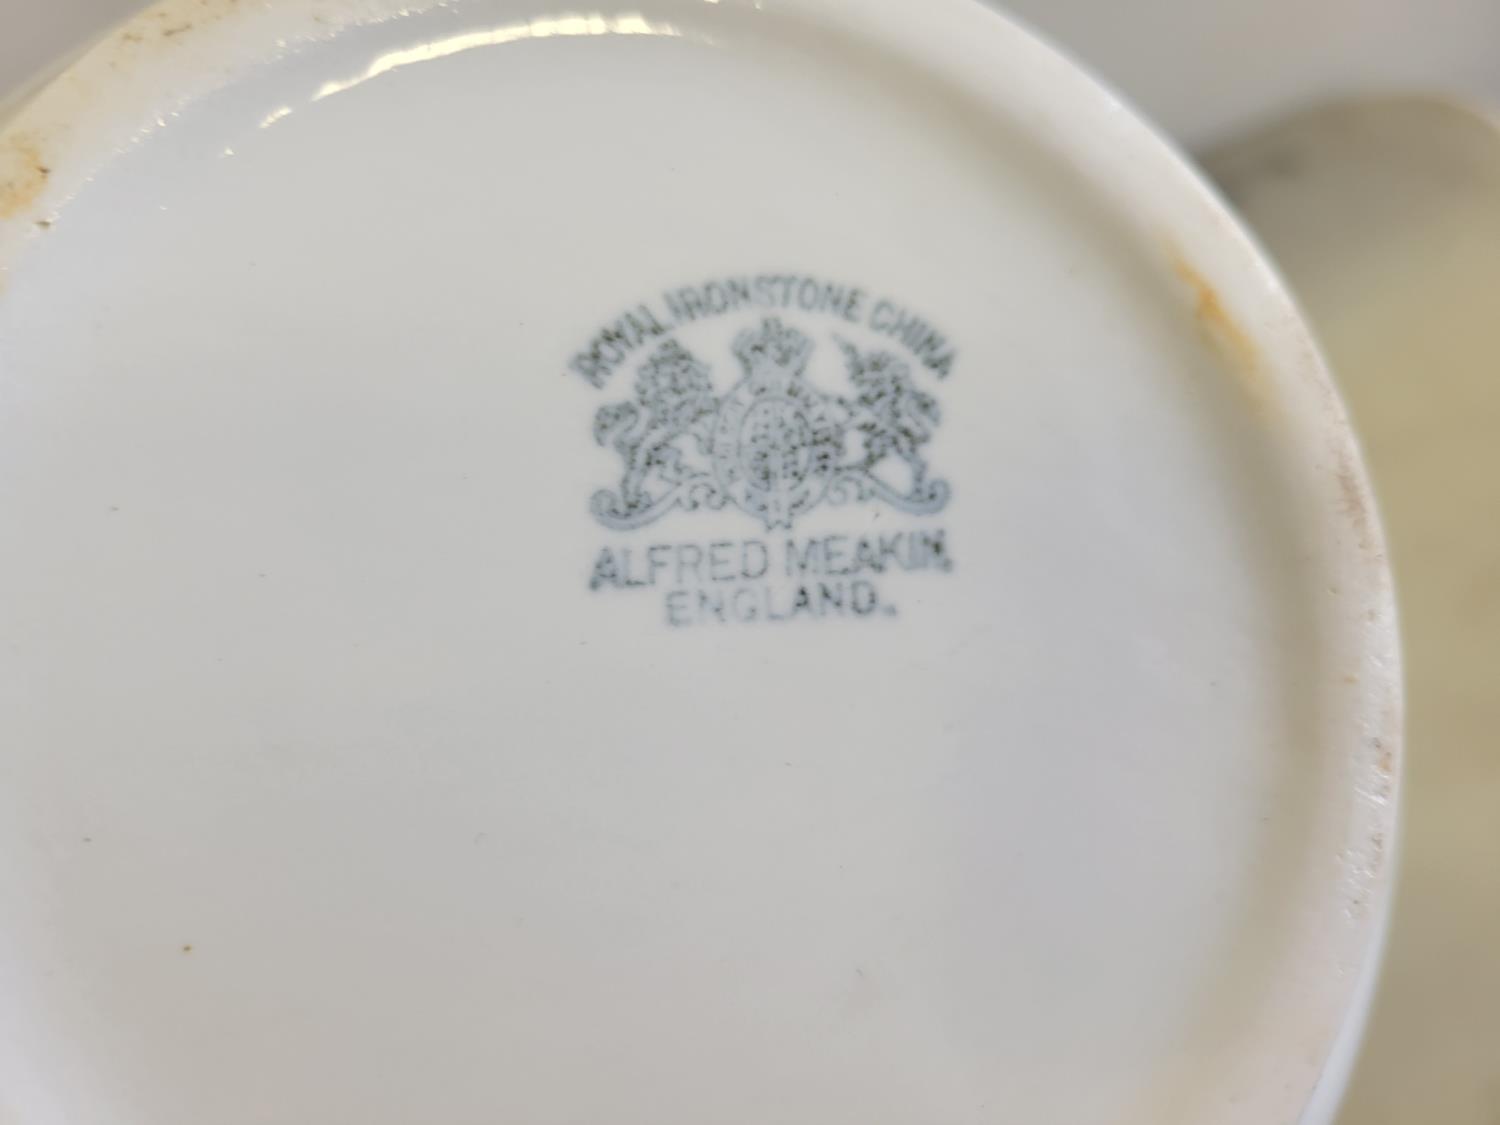 ROYAL IRONSTONE CHINA
ALFRED MEAKIN.
ENGLAND.